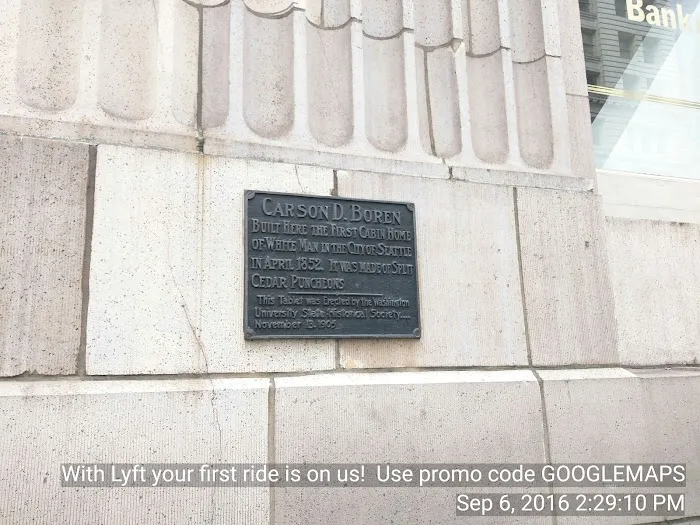 Bank
CARSON D. BOREN
BUILT HERE THE FIRST CABIN HOME
OF WHITE MAN IN THE CITY OF SEATTLE
IN APRIL 1852. IT WAS MADE OF SPLIT
CEDAR PUNCHEONS
This Tablet was Erected by the Washington
University State Historical Society
November 13, 1905
With Lyft your first ride is on us! Use promo code GOOGLEMAPS
Sep 6, 2016 2:29:10 PM